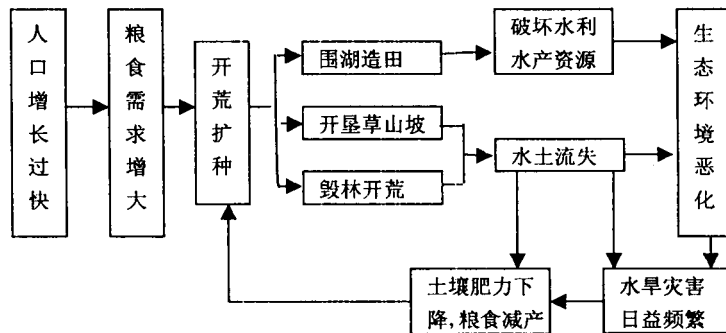 人口增长过快
粮食需求增大
开荒扩种
围湖造田
开垦草山坡
毁林开荒
破坏水利
水产资源
水土流失
生态环境恶化
土壤肥力下
降,粮食减产
水旱灾害
日益频繁